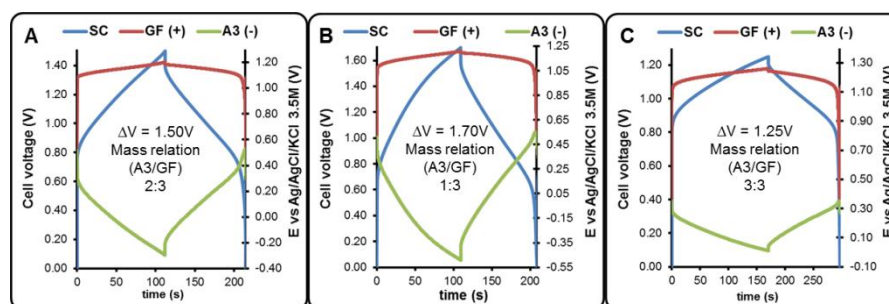 A
SC GF (+) A3 (-)
Cell voltage (V)
1.40
1.20
1.00
0.80
0.60
0.40
0.20
0.00
ΔV = 1.50V
Mass relation
(A3/GF)
2:3
1.20
1.00
0.80
0.60
0.40
0.20
0.00
-0.20
-0.40
E vs Ag/AgCl/KCl 3.5M (V)
0 50 100 150 200
time (s)
B
SC GF (+) A3 (-)
Cell voltage (V)
1.60
1.40
1.20
1.00
0.80
0.60
0.40
0.20
0.00
ΔV = 1.70V
Mass relation
(A3/GF)
1:3
1.25
1.05
0.85
0.65
0.45
0.25
0.05
-0.15
-0.35
-0.55
E vs Ag/AgCl/KCl 3.5M (V)
0 50 100 150 200
time (s)
C
SC GF (+) A3 (-)
Cell voltage (V)
1.20
1.00
0.80
0.60
0.40
0.20
0.00
ΔV = 1.25V
Mass relation
(A3/GF)
3:3
1.30
1.10
0.90
0.70
0.50
0.30
0.10
-0.10
E vs Ag/AgCl/KCl 3.5M (V)
0 100 200
time (s)